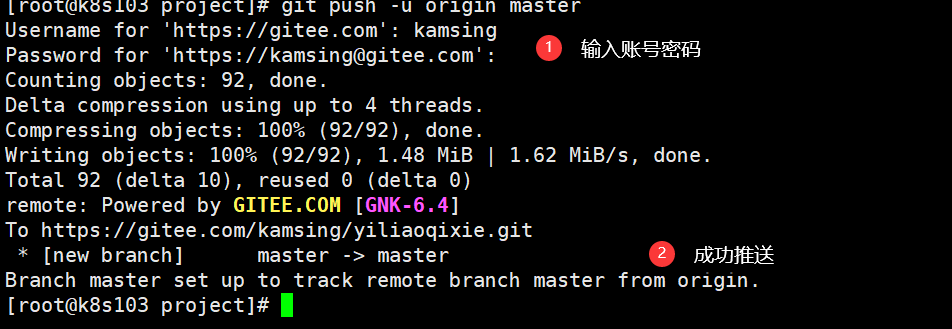 [root@k8s103 project]# git push -u origin master
Username for 'https://gitee.com': kamsing
Password for 'https://kamsing@gitee.com':
1 输入账号密码
Counting objects: 92, done.
Delta compression using up to 4 threads.
Compressing objects: 100% (92/92), done.
Writing objects: 100% (92/92), 1.48 MiB | 1.62 MiB/s, done.
Total 92 (delta 10), reused 0 (delta 0)
remote: Powered by GITEE.COM [GNK-6.4]
To https://gitee.com/kamsing/yiliaoqixie.git
 * [new branch]      master -> master
2 成功推送
Branch master set up to track remote branch master from origin.
[root@k8s103 project]#